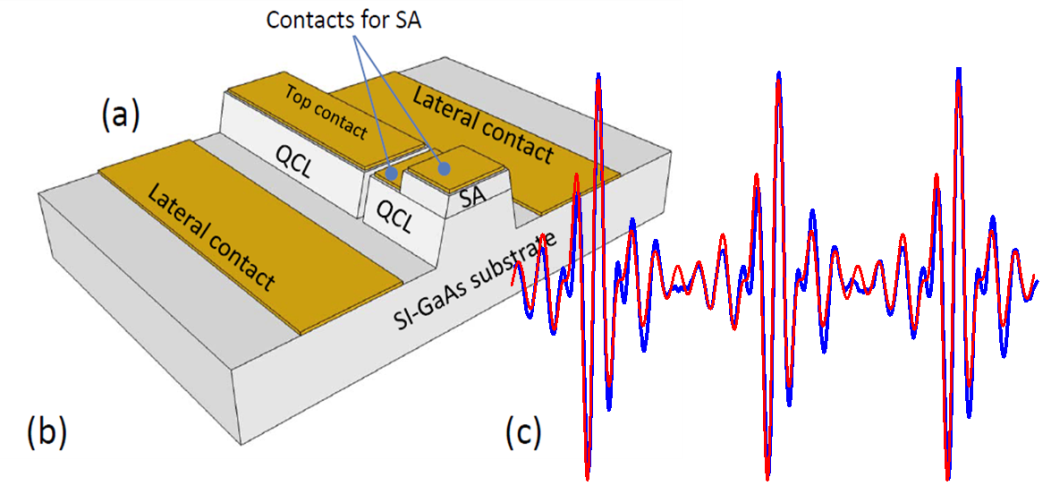 Contacts for SA
(a)
Top contact
Lateral contact
QCL
SA
QCL
Lateral contact
SI-GaAs substrate
(b)
(c)